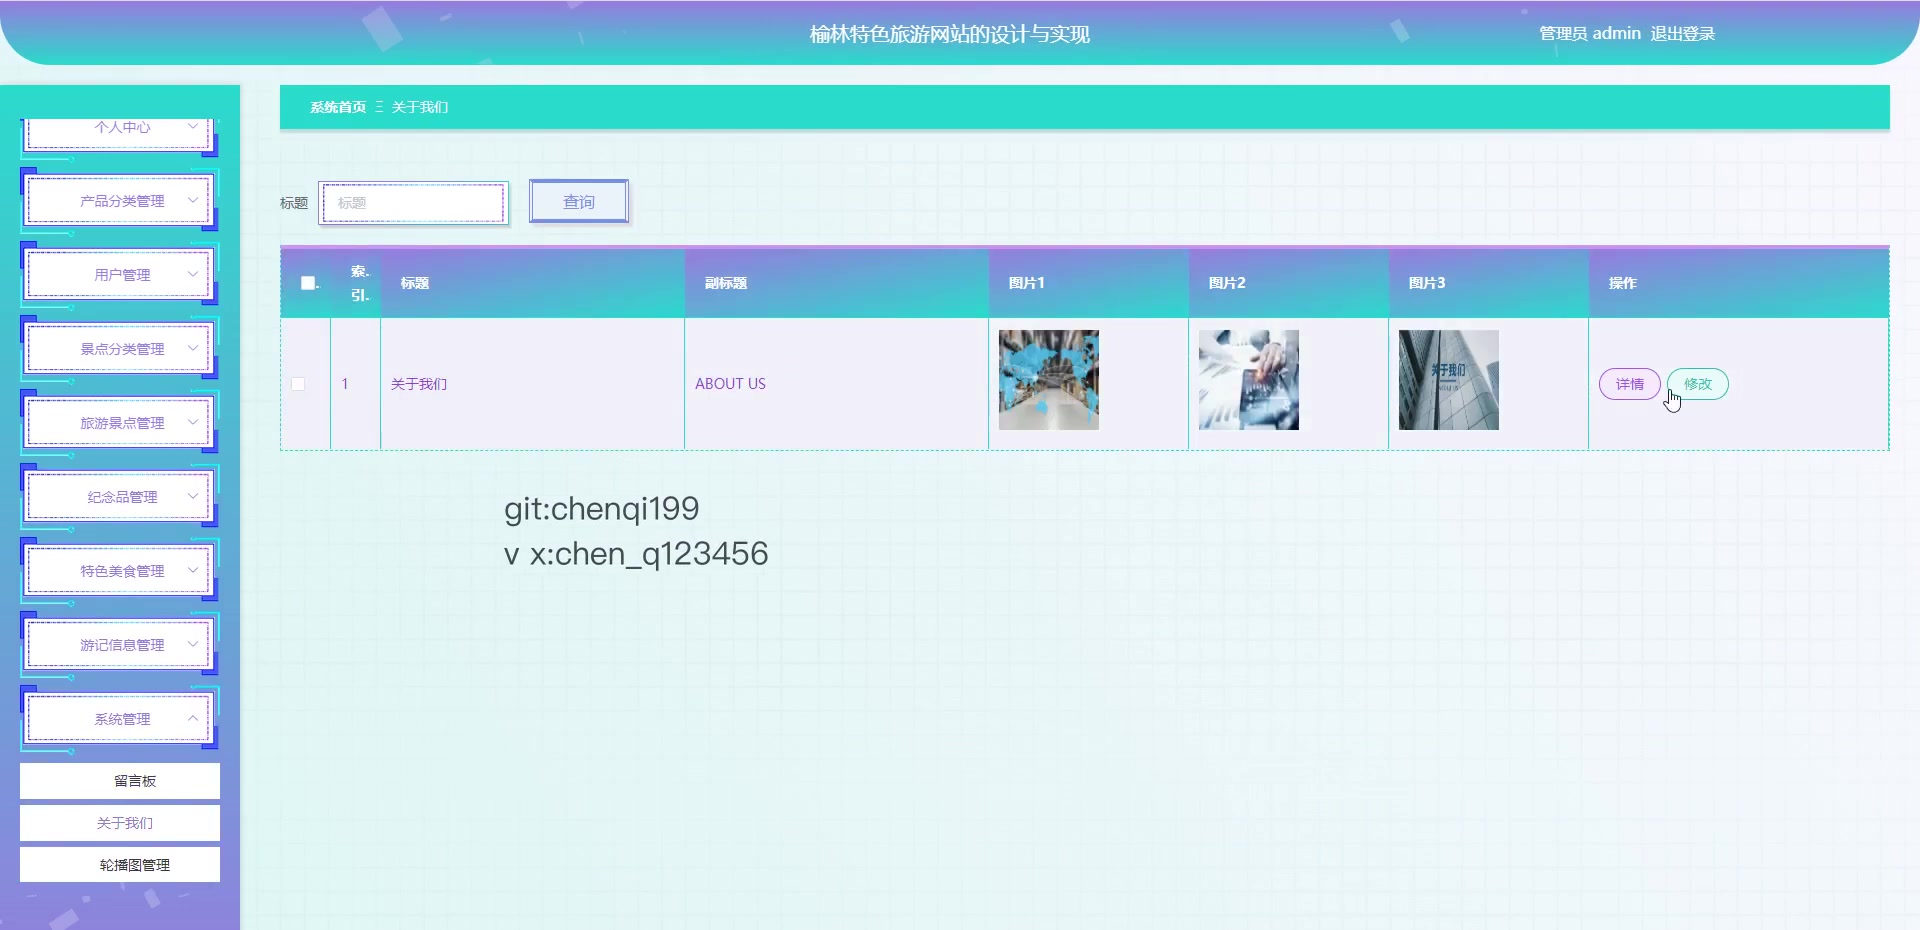 榆林特色旅游网站的设计与实现
管理员 admin 退出登录
系统首页 Ξ 关于我们
个人中心
产品分类管理
用户管理
景点分类管理
旅游景点管理
纪念品管理
特色美食管理
游记信息管理
系统管理
留言板
关于我们
轮播图管理
标题 标题 查询
索.
引.
标题 副标题 图片1 图片2 图片3 操作
1 关于我们 ABOUT US 关于我们 详情 修改
git:chenqi199
v x:chen_q123456